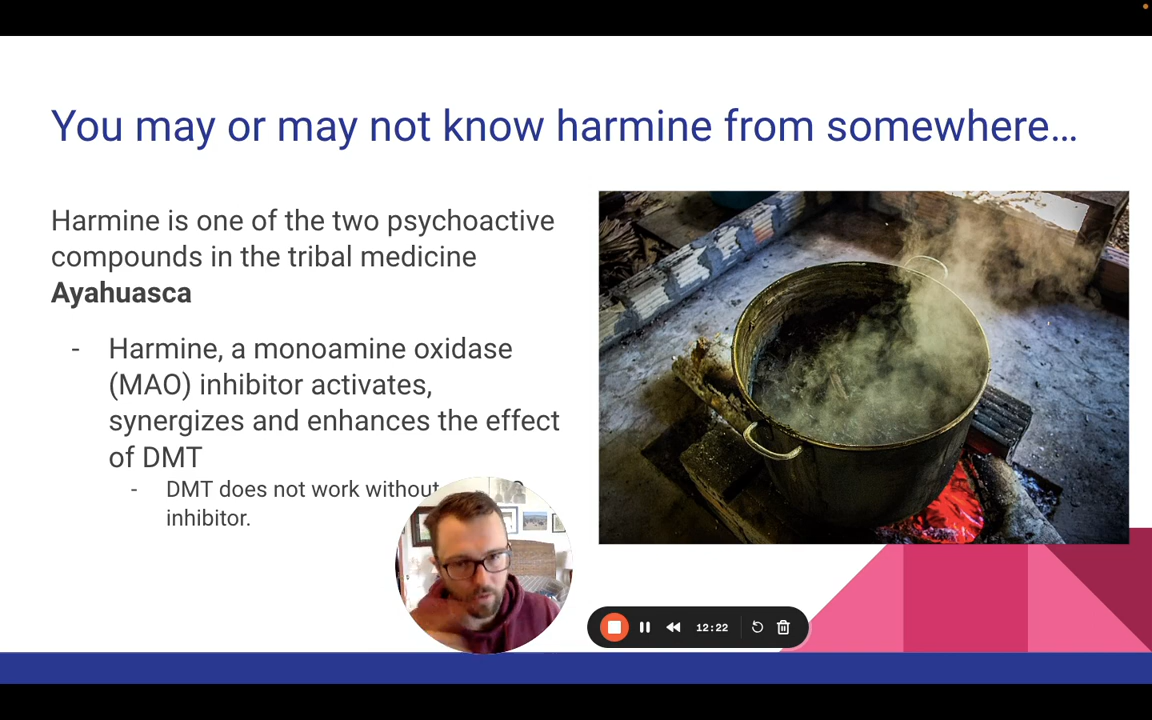 You may or may not know harmine from somewhere…
Harmine is one of the two psychoactive
compounds in the tribal medicine
Ayahuasca
- Harmine, a monoamine oxidase
(MAO) inhibitor activates,
synergizes and enhances the effect
of DMT
- DMT does not work without
inhibitor.
12:22